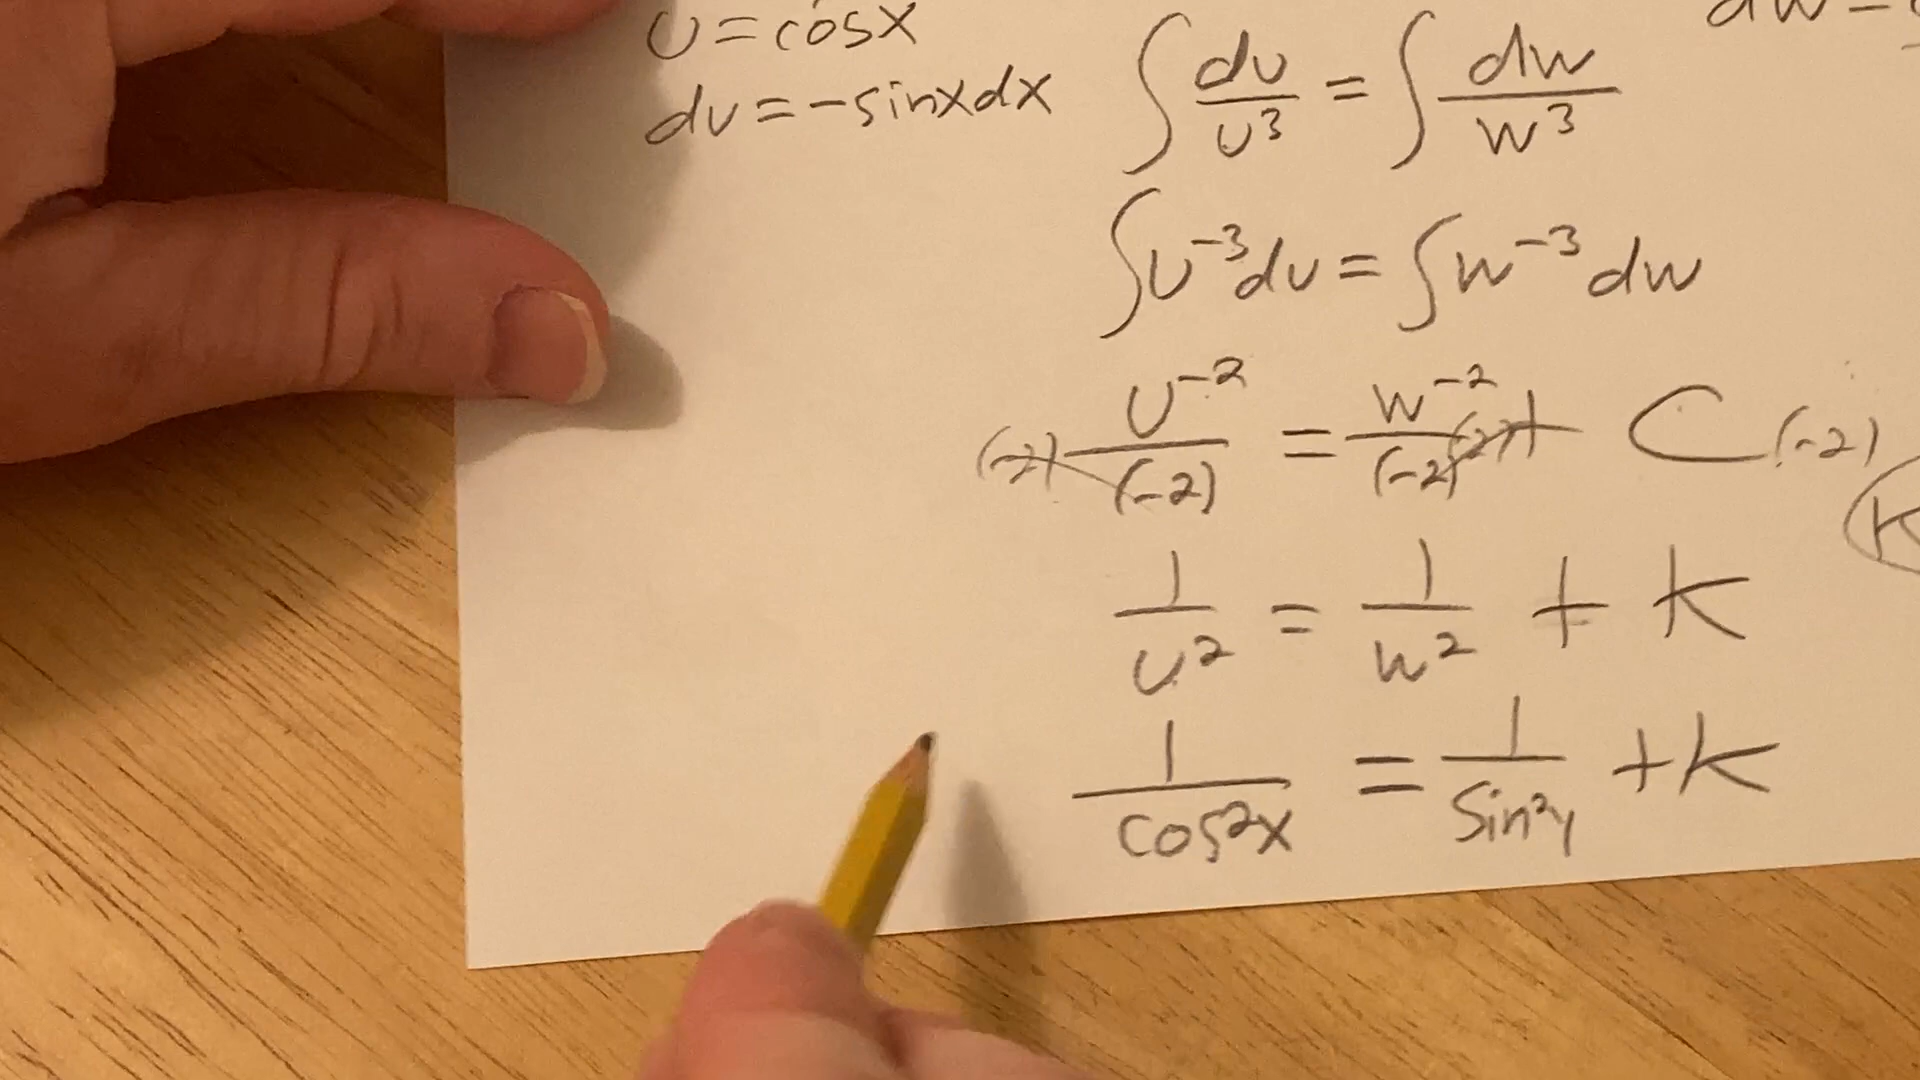 u = cosx
du = -sinxdx
dw =
∫ du/u³ = ∫ dw/w³
∫u⁻³du = ∫w⁻³dw
(-2) u⁻²/(-2) = w⁻²/(-2) (-2) + C(-2)
K
1/u² = 1/w² + K
1/cos²x = 1/sin²y + K